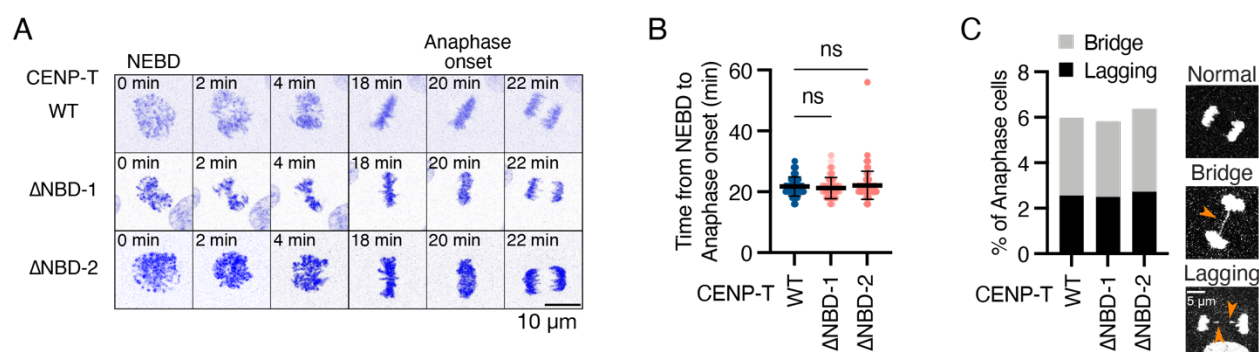 A
NEBD
Anaphase
onset
CENP-T
0 min 2 min 4 min 18 min 20 min 22 min
WT
0 min 2 min 4 min 18 min 20 min 22 min
ΔNBD-1
0 min 2 min 4 min 18 min 20 min 22 min
ΔNBD-2
10 µm
B
Time from NEBD to
Anaphase onset (min)
60
40
20
0
ns
ns
CENP-T
WT
ΔNBD-1
ΔNBD-2
C
Bridge
Lagging
% of Anaphase cells
8
6
4
2
0
CENP-T
WT
ΔNBD-1
ΔNBD-2
Normal
Bridge
Lagging
5 µm